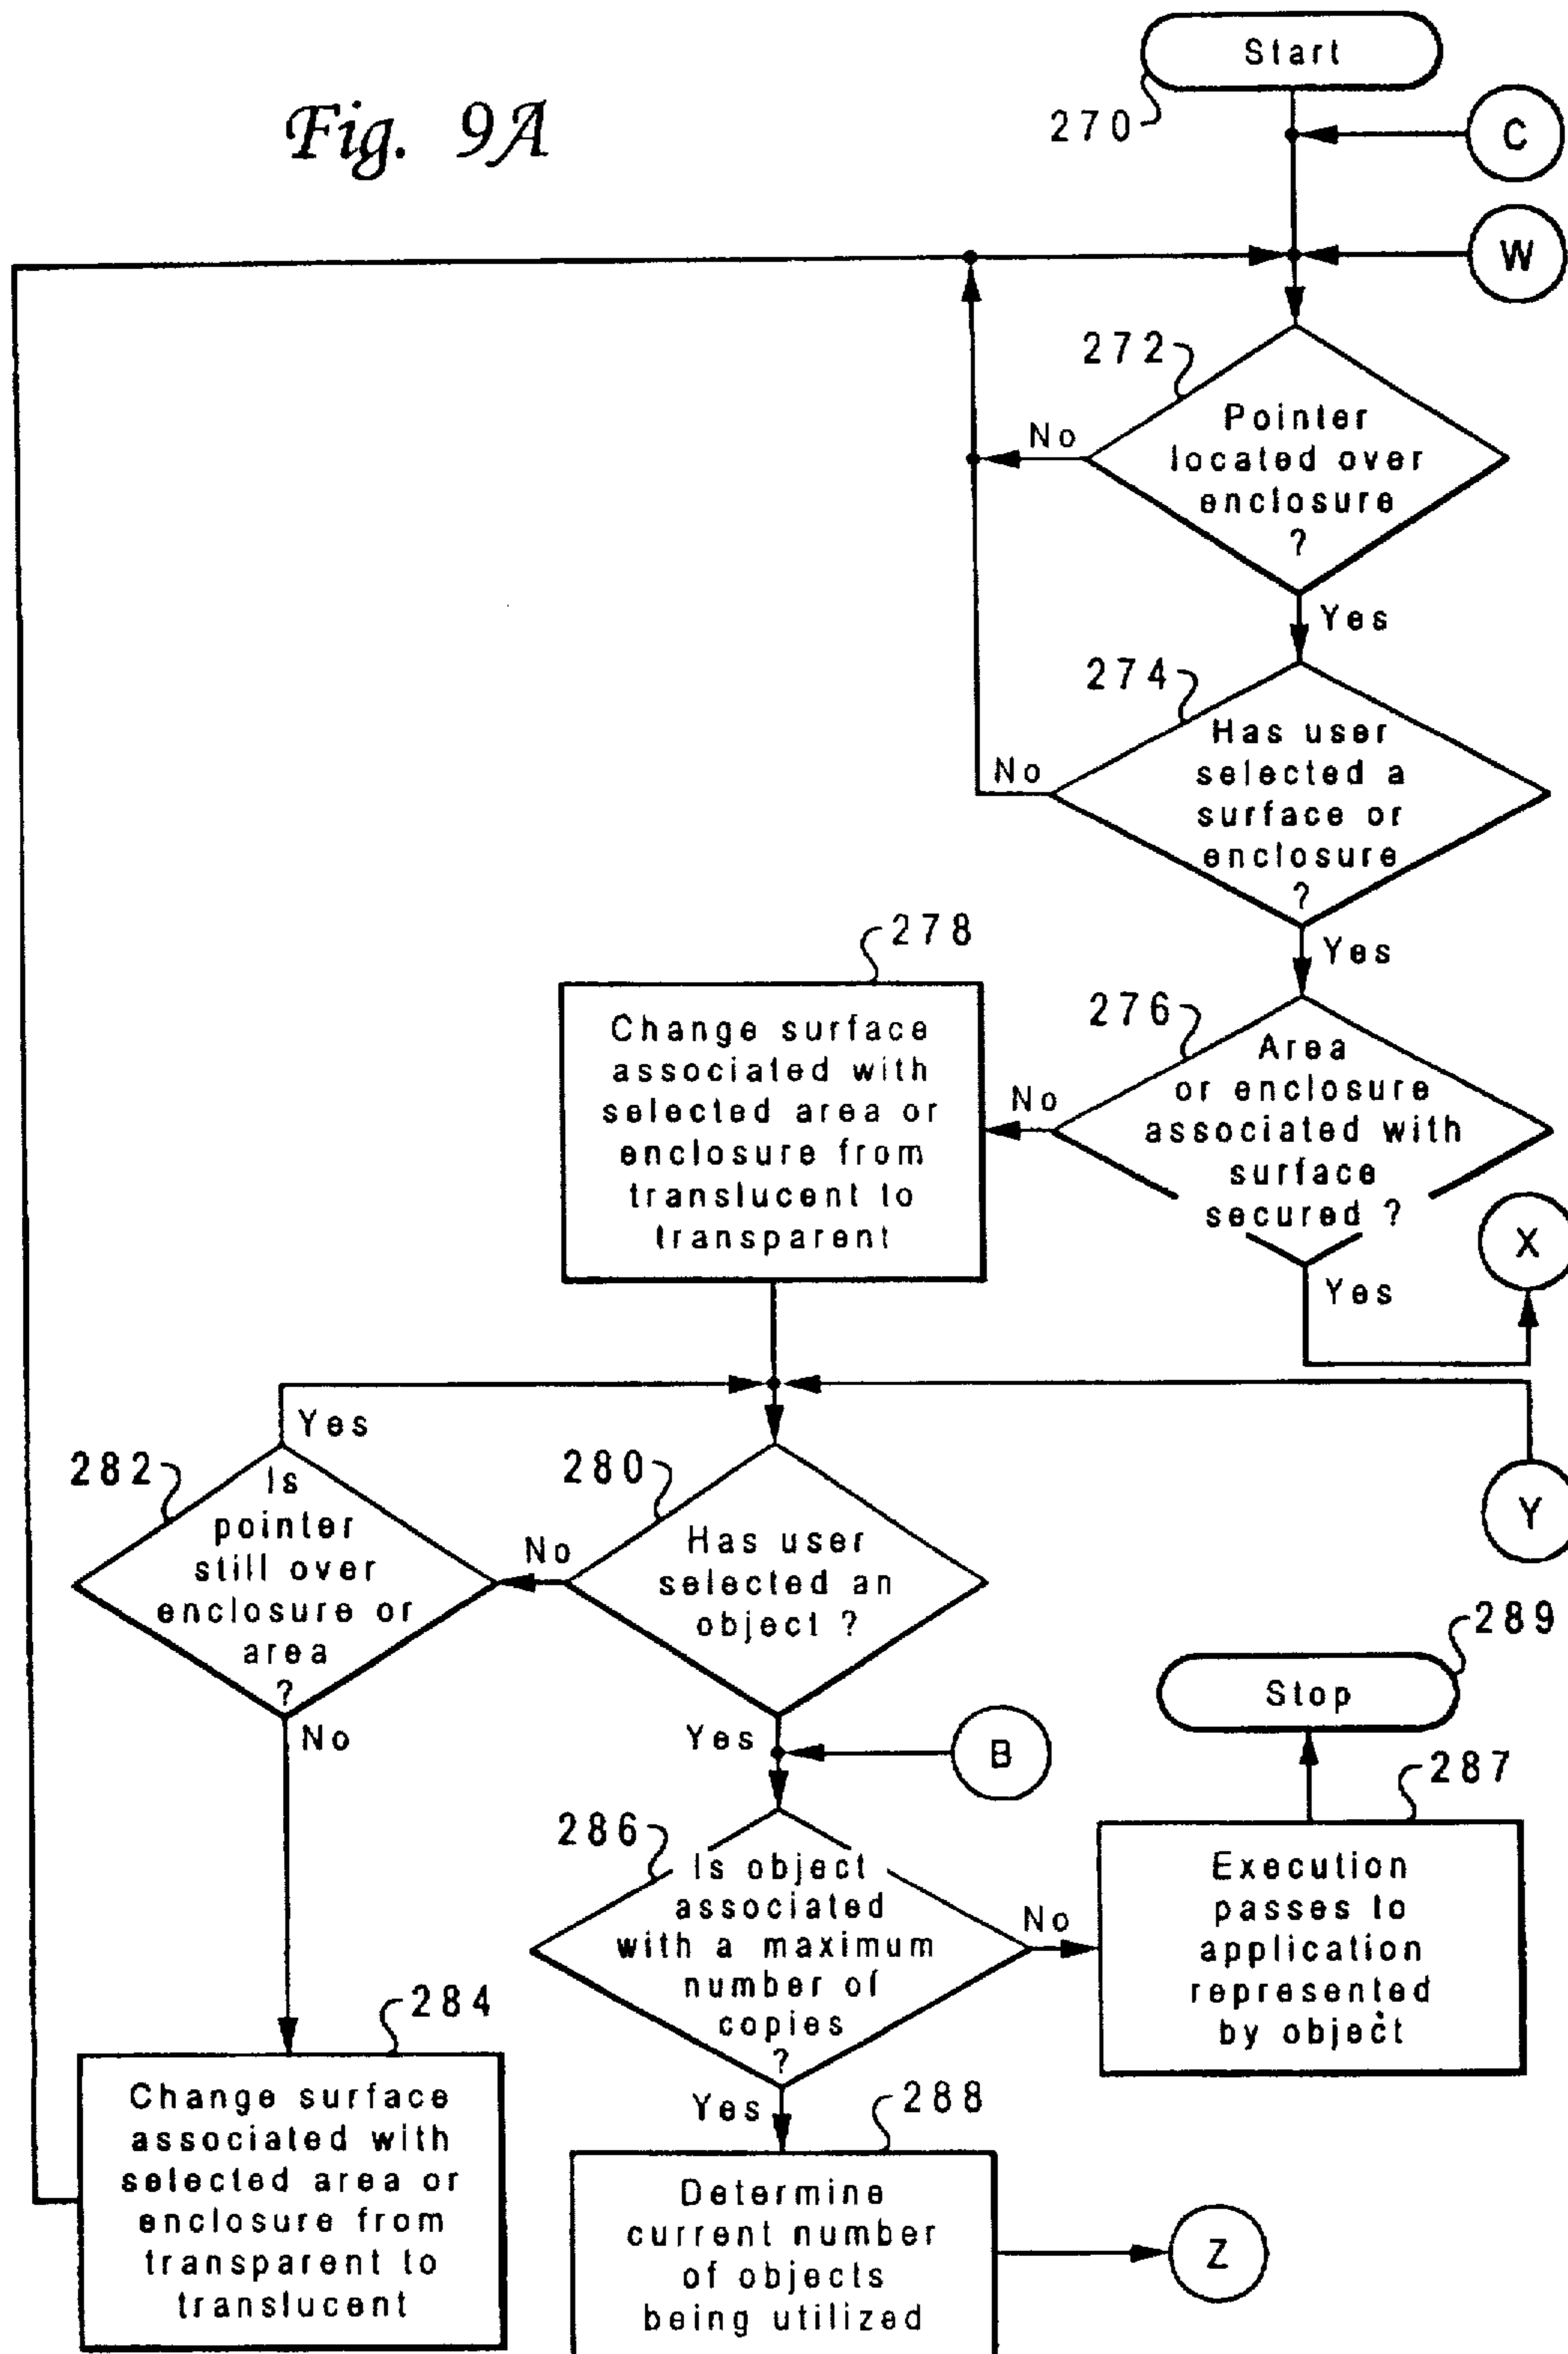 Fig. 9A
Start
270
C
W
272
Pointer
located over
enclosure
?
No
Yes
274
Has user
selected a
surface or
enclosure
?
No
Yes
278
Change surface
associated with
selected area or
enclosure from
translucent to
transparent
276
Area
or enclosure
associated with
surface
secured ?
No
Yes
X
Yes
282
Is
pointer
still over
enclosure or
area
?
No
280
Has user
selected an
object ?
No
Yes
Y
289
Stop
B
287
Execution
passes to
application
represented
by object
286
Is object
associated
with a maximum
number of
copies
?
No
Yes
284
Change surface
associated with
selected area or
enclosure from
transparent to
translucent
288
Determine
current number
of objects
being utilized
Z